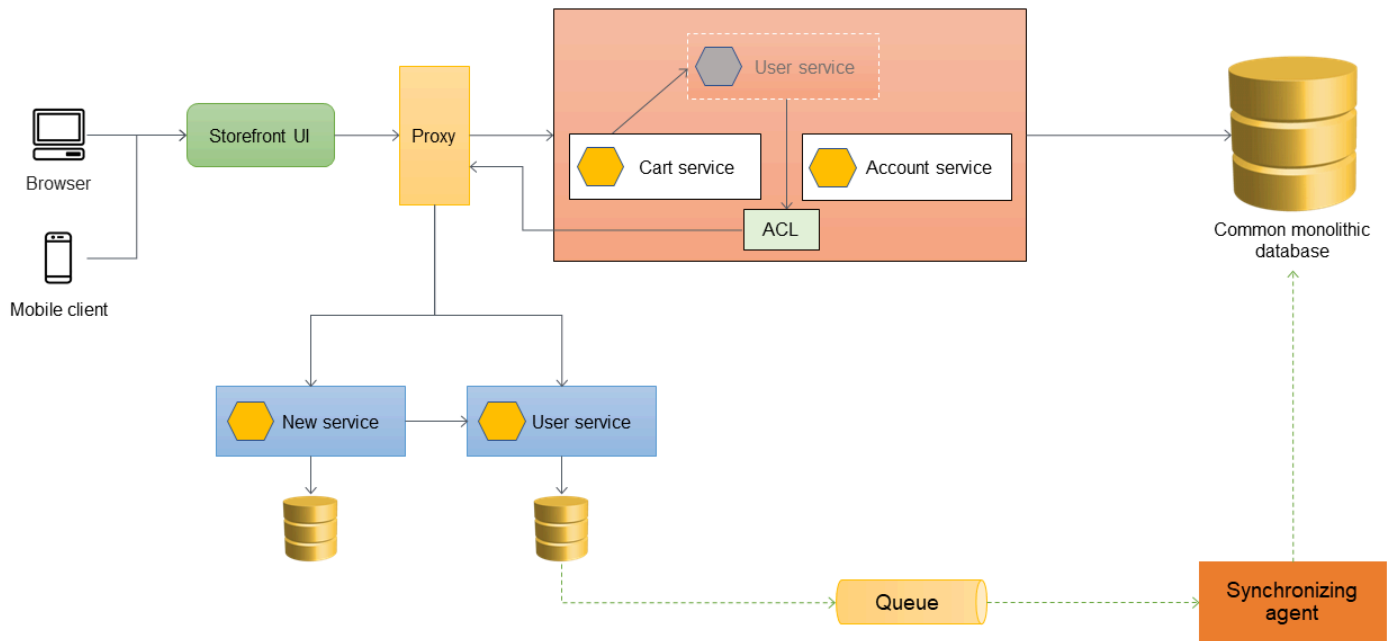 User service
Storefront UI
Proxy
Cart service
Account service
Browser
ACL
Common monolithic
database
Mobile client
New service
User service
Queue
Synchronizing
agent